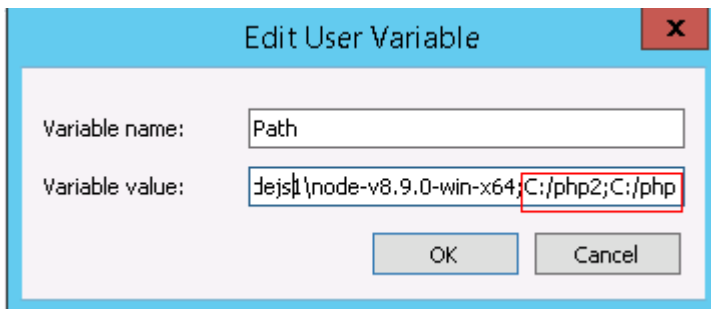 Edit User Variable
x
Variable name:
Path
Variable value:
dejs1\node-v8.9.0-win-x64;C:/php2;C:/php
OK
Cancel